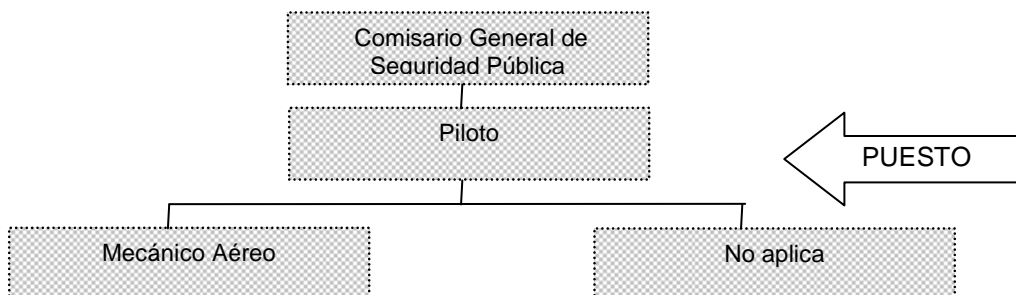 Comisario General de
Seguridad Pública
Piloto
PUESTO
Mecánico Aéreo
No aplica